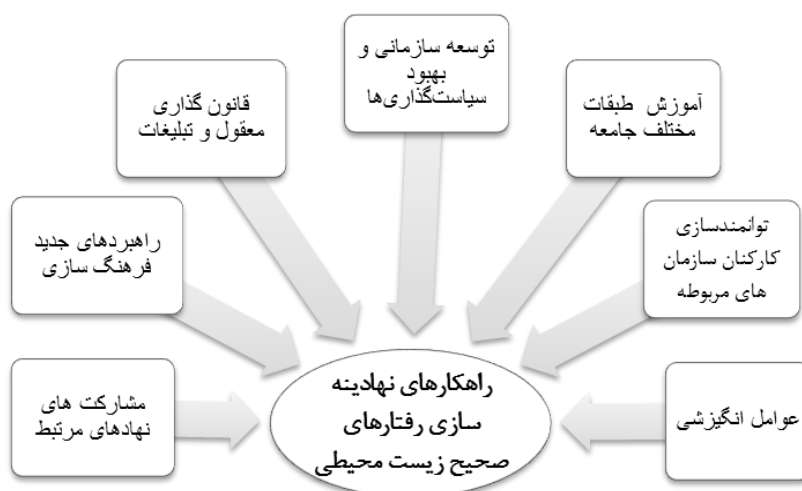 توسعه سازمانی و
بهبود
سیاست‌گذاری‌ها
آموزش طبقات
مختلف جامعه
قانون گذاری
معقول و تبلیغات
توانمندسازی
کارکنان سازمان
های مربوطه
راهبردهای جدید
فرهنگ سازی
عوامل انگیزشی
مشارکت های
نهادهای مرتبط
راهکارهای نهادینه
سازی رفتارهای
صحیح زیست محیطی